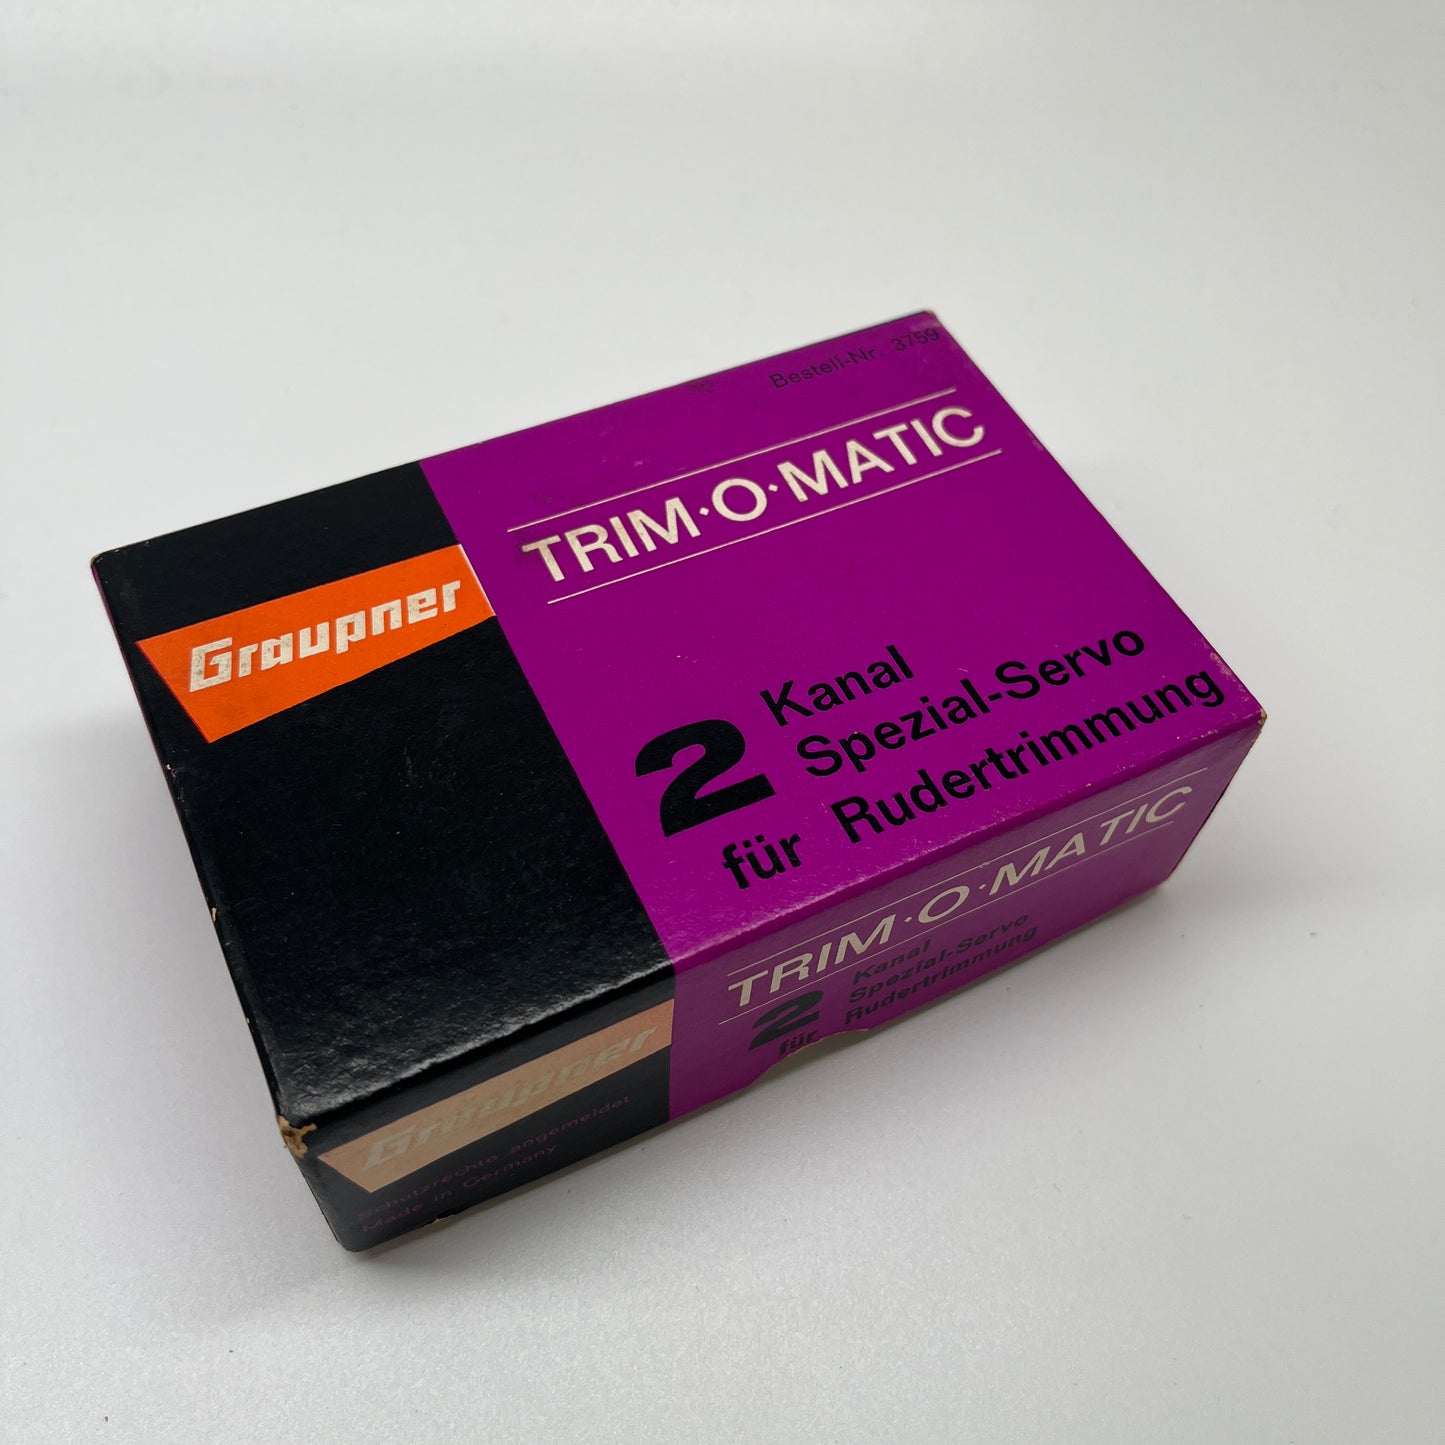 Bestell-Nr. 3759
TRIM·O·MATIC
Graupner
2 Kanal
Spezial-Servo
für Rudertrimmung
TRIM·O·MATIC
2 Kanal
Spezial-Servo
für Rudertrimmung
Graupner
Schutzrechte angemeldet
Made in Germany